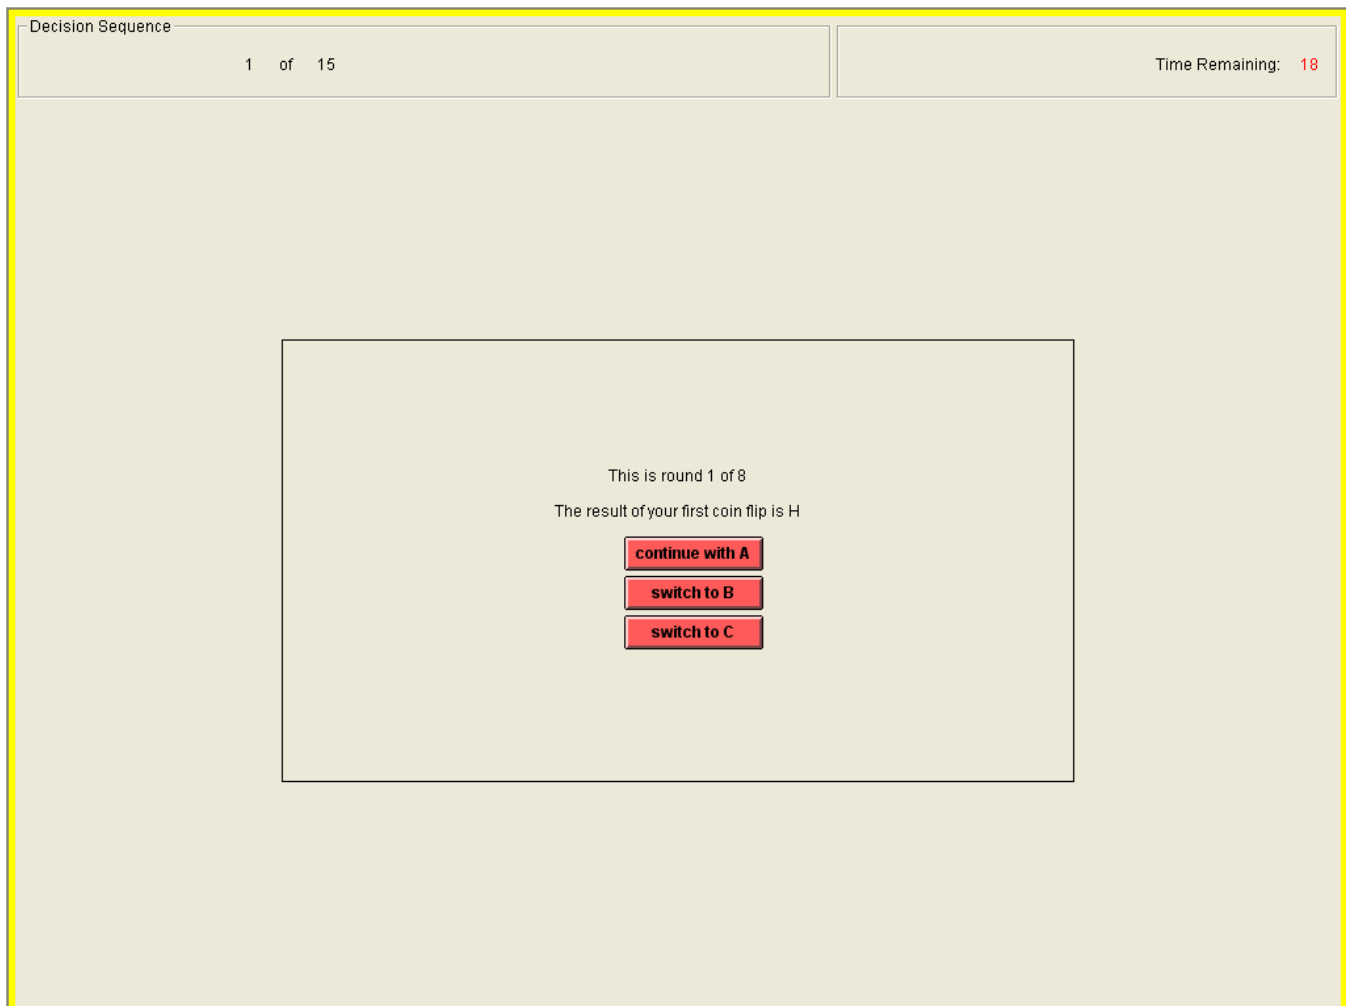 Decision Sequence
1 of 15
Time Remaining: 18
This is round 1 of 8
The result of your first coin flip is H
continue with A
switch to B
switch to C